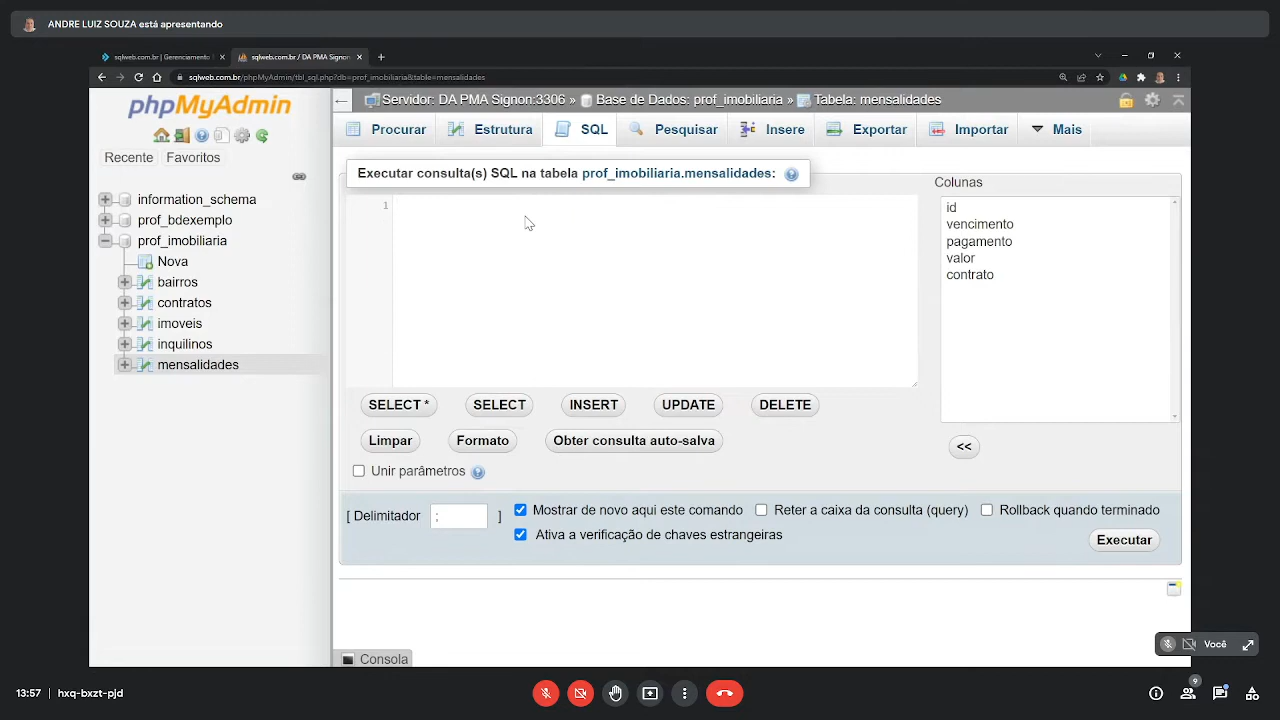 ANDRE LUIZ SOUZA está apresentando
sqlweb.com.br | Gerenciamento
sqlweb.com.br / DA PMA Signon
sqlweb.com.br/phpMyAdmin/tbl_sql.php?db=prof_imobiliaria&table=mensalidades
phpMyAdmin
Recente Favoritos
information_schema
prof_bdexemplo
prof_imobiliaria
Nova
bairros
contratos
imoveis
inquilinos
mensalidades
Servidor: DA PMA Signon:3306 » Base de Dados: prof_imobiliaria » Tabela: mensalidades
Procurar Estrutura SQL Pesquisar Insere Exportar Importar Mais
Executar consulta(s) SQL na tabela prof_imobiliaria.mensalidades:
1
Colunas
id
vencimento
pagamento
valor
contrato
SELECT * SELECT INSERT UPDATE DELETE
Limpar Formato Obter consulta auto-salva
<<
Unir parâmetros
[ Delimitador ; ]
Mostrar de novo aqui este comando Reter a caixa da consulta (query) Rollback quando terminado
Ativa a verificação de chaves estrangeiras
Executar
Consola
Você
13:57 | hxq-bxzt-pjd
9